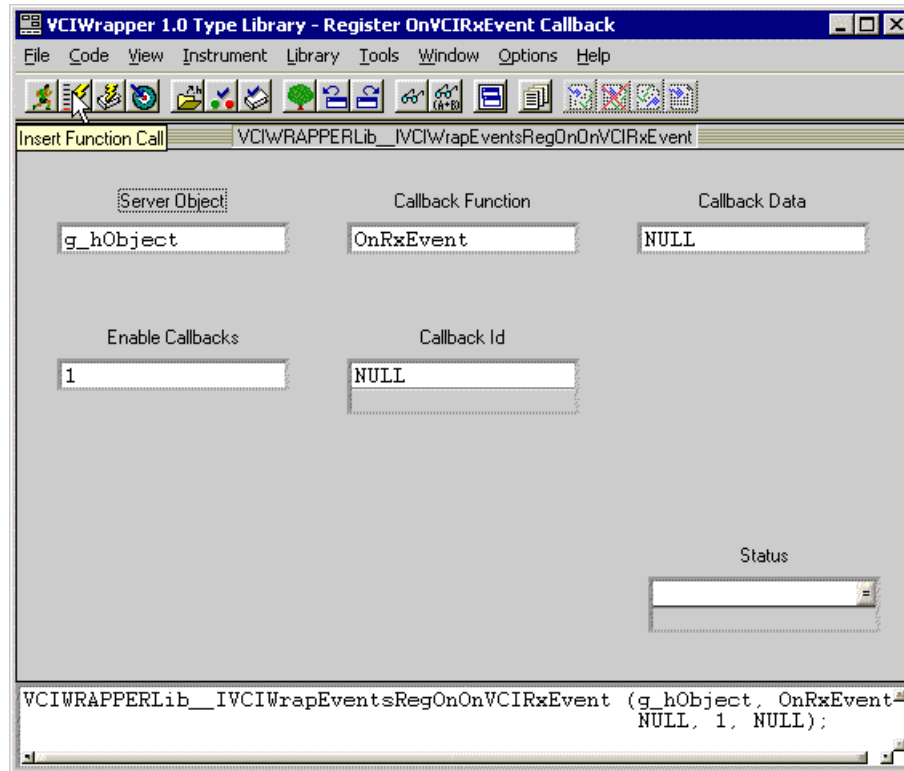 VCIWrapper 1.0 Type Library - Register OnVCIRxEvent Callback
File Code View Instrument Library Tools Window Options Help
Insert Function Call
VCIWRAPPERLib__IVCIWrapEventsRegOnOnVCIRxEvent
Server Object Callback Function Callback Data
g_hObject OnRxEvent NULL
Enable Callbacks Callback Id
1 NULL
Status
VCIWRAPPERLib__IVCIWrapEventsRegOnOnVCIRxEvent (g_hObject, OnRxEvent
NULL, 1, NULL);